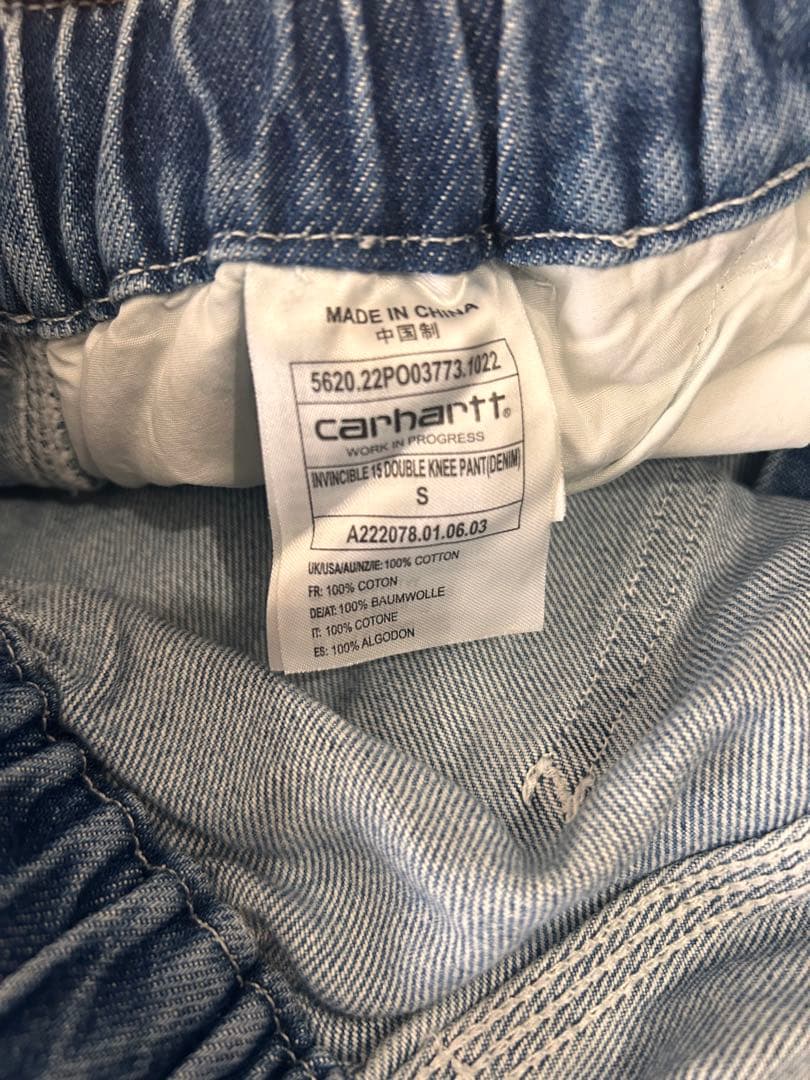 MADE IN CHINA
中国制
5620.22PO03773.1022
carhartt®
WORK IN PROGRESS
INVINCIBLE 15 DOUBLE KNEE PANT(DENIM)
S
A222078.01.06.03
UK/USA/AU/NZ/IE: 100% COTTON
FR: 100% COTON
DE/AT: 100% BAUMWOLLE
IT: 100% COTONE
ES: 100% ALGODON